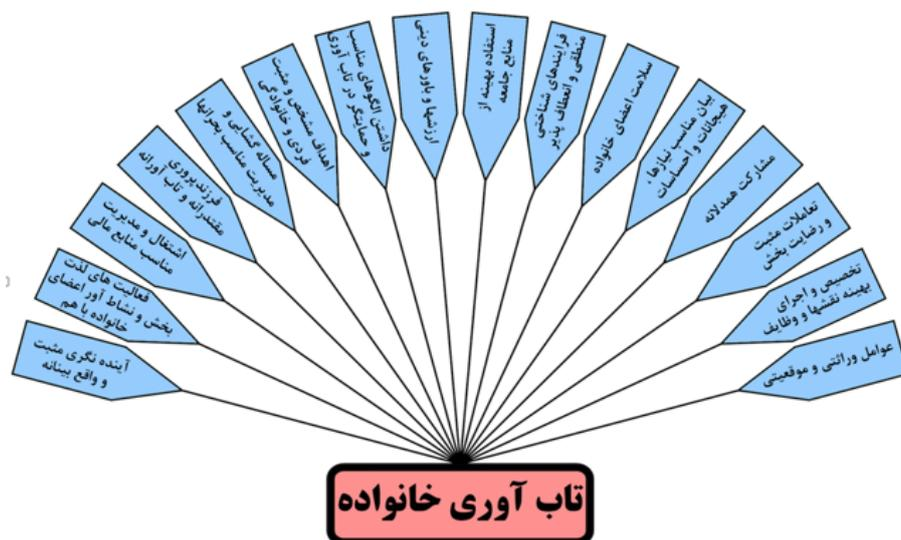 عوامل وراثتی و موقعیتی
تخصیص و اجرای
بهینه نقشها و وظایف
تعاملات مثبت
و رضایت بخش
مشارکت همدلانه
بیان مناسب نیازها ،
هیجانات و احساسات
سلامت اعضای خانواده
فرایندهای شناختی
منطقی و انعطاف پذیر
استفاده بهینه از
منابع جامعه
ارزشها و باورهای دینی
داشتن الگوهای مناسب
و حمایتگر در تاب آوری
اهداف مشخص و مثبت
فردی و خانوادگی
مساله گشایی و
مدیریت مناسب بحرانها
فرزندپروری
مقتدرانه و تاب آورانه
اشتغال و مدیریت
مناسب منابع مالی
فعالیت های لذت
بخش و نشاط آور اعضای
خانواده با هم
آینده نگری مثبت
و واقع بینانه
تاب آوری خانواده